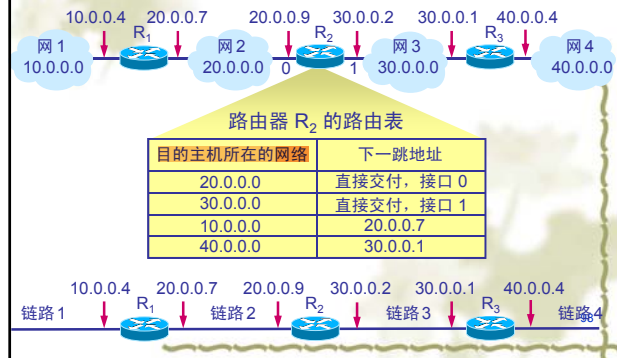 10.0.0.4 20.0.0.7 20.0.0.9 30.0.0.2 30.0.0.1 40.0.0.4
网 1 R1 网 2 R2 网 3 R3 网 4
10.0.0.0 20.0.0.0 0 1 30.0.0.0 40.0.0.0
路由器 R2 的路由表
目的主机所在的网络 下一跳地址
20.0.0.0 直接交付，接口 0
30.0.0.0 直接交付，接口 1
10.0.0.0 20.0.0.7
40.0.0.0 30.0.0.1
10.0.0.4 20.0.0.7 20.0.0.9 30.0.0.2 30.0.0.1 40.0.0.4
链路 1 R1 链路 2 R2 链路 3 R3 链路4